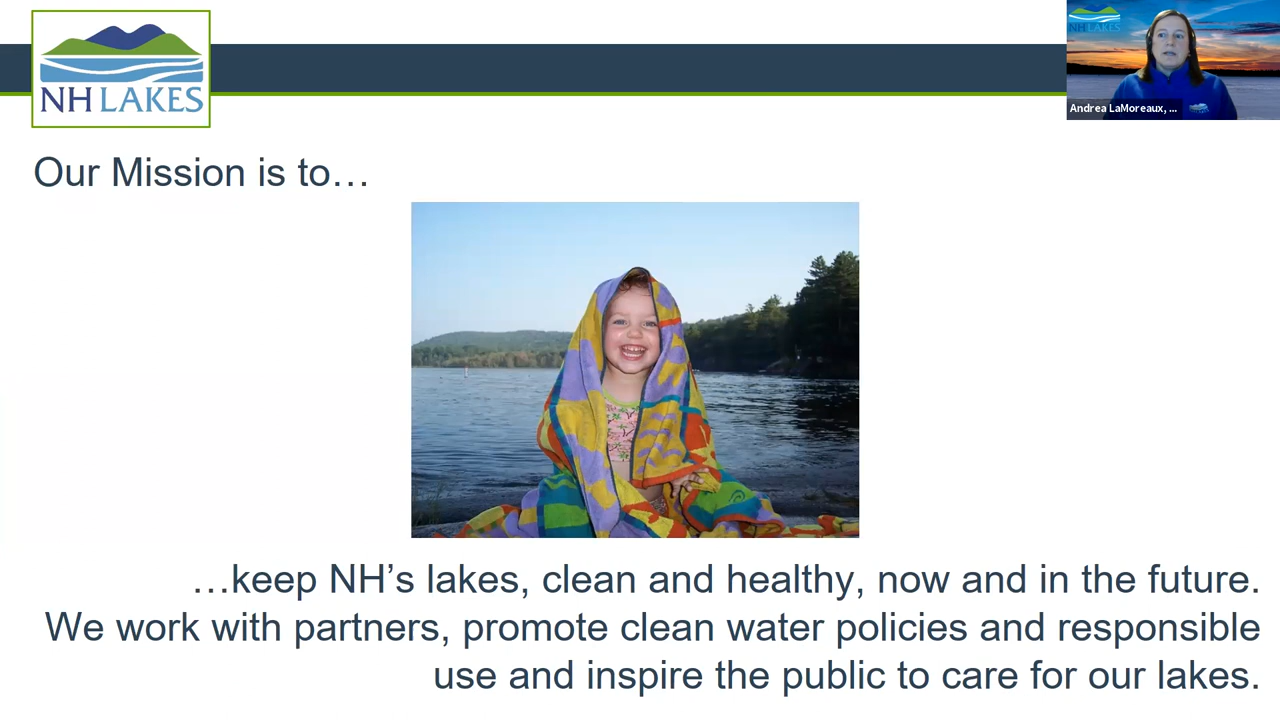 NH LAKES
NH LAKES
Andrea LaMoreaux, ...
Our Mission is to…
…keep NH’s lakes, clean and healthy, now and in the future.
We work with partners, promote clean water policies and responsible
use and inspire the public to care for our lakes.